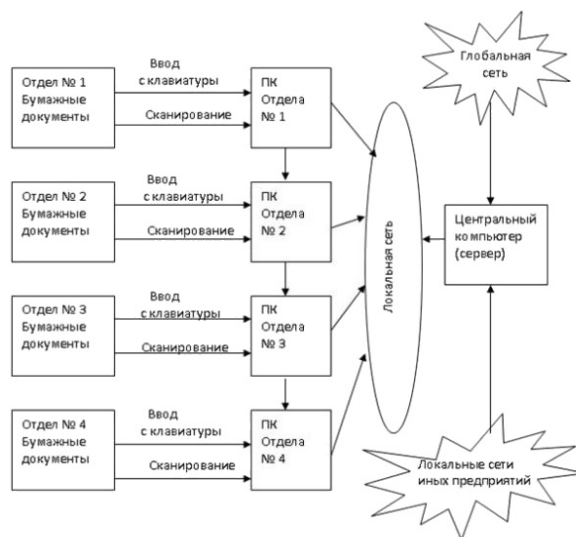 Глобальная
сеть
Отдел № 1
Бумажные
документы
Ввод
с клавиатуры
Сканирование
ПК
Отдела
№ 1
Отдел № 2
Бумажные
документы
Ввод
с клавиатуры
Сканирование
ПК
Отдела
№ 2
Локальная сеть
Центральный
компьютер
(сервер)
Отдел № 3
Бумажные
документы
Ввод
с клавиатуры
Сканирование
ПК
Отдела
№ 3
Отдел № 4
Бумажные
документы
Ввод
с клавиатуры
Сканирование
ПК
Отдела
№ 4
Локальные сети
иных предприятий